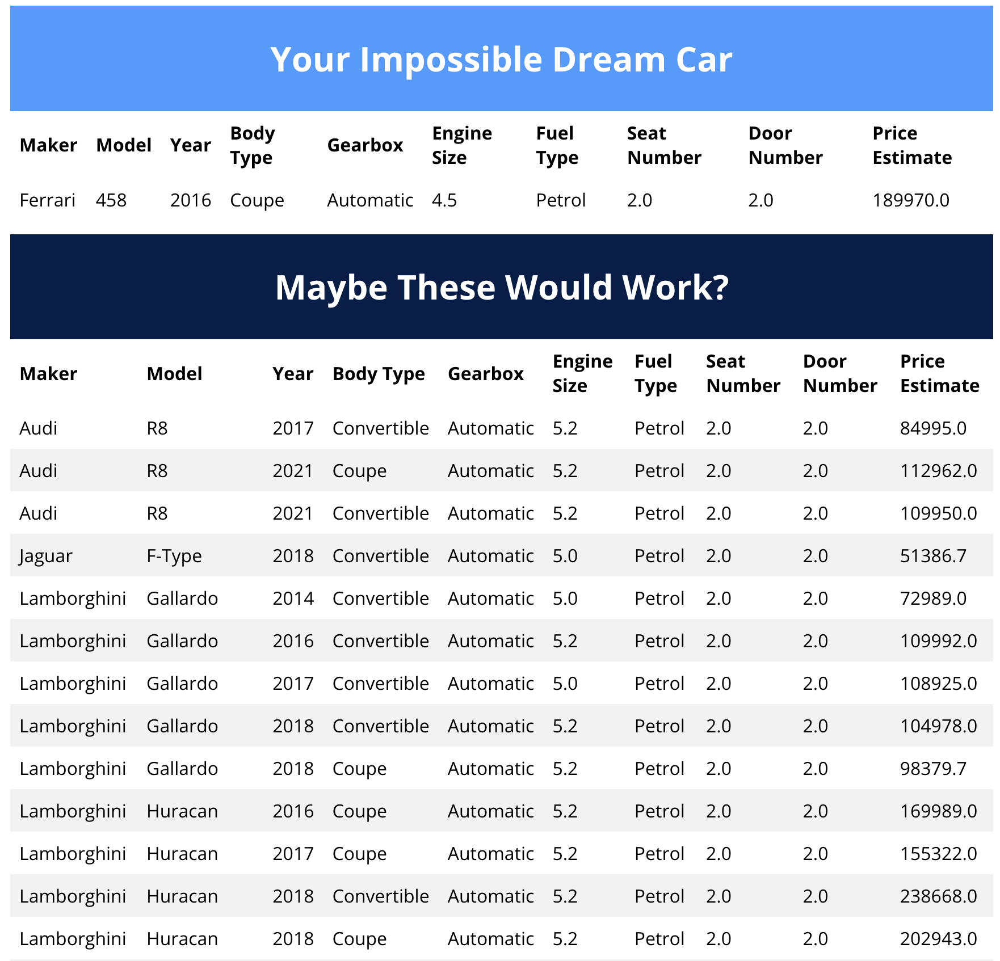 Your Impossible Dream Car
Maker Model Year Body Type Gearbox Engine Size Fuel Type Seat Number Door Number Price Estimate
Ferrari 458 2016 Coupe Automatic 4.5 Petrol 2.0 2.0 189970.0
Maybe These Would Work?
Maker Model Year Body Type Gearbox Engine Size Fuel Type Seat Number Door Number Price Estimate
Audi R8 2017 Convertible Automatic 5.2 Petrol 2.0 2.0 84995.0
Audi R8 2021 Coupe Automatic 5.2 Petrol 2.0 2.0 112962.0
Audi R8 2021 Convertible Automatic 5.2 Petrol 2.0 2.0 109950.0
Jaguar F-Type 2018 Convertible Automatic 5.0 Petrol 2.0 2.0 51386.7
Lamborghini Gallardo 2014 Convertible Automatic 5.0 Petrol 2.0 2.0 72989.0
Lamborghini Gallardo 2016 Convertible Automatic 5.2 Petrol 2.0 2.0 109992.0
Lamborghini Gallardo 2017 Convertible Automatic 5.0 Petrol 2.0 2.0 108925.0
Lamborghini Gallardo 2018 Convertible Automatic 5.2 Petrol 2.0 2.0 104978.0
Lamborghini Gallardo 2018 Coupe Automatic 5.2 Petrol 2.0 2.0 98379.7
Lamborghini Huracan 2016 Coupe Automatic 5.2 Petrol 2.0 2.0 169989.0
Lamborghini Huracan 2017 Coupe Automatic 5.2 Petrol 2.0 2.0 155322.0
Lamborghini Huracan 2018 Convertible Automatic 5.2 Petrol 2.0 2.0 238668.0
Lamborghini Huracan 2018 Coupe Automatic 5.2 Petrol 2.0 2.0 202943.0